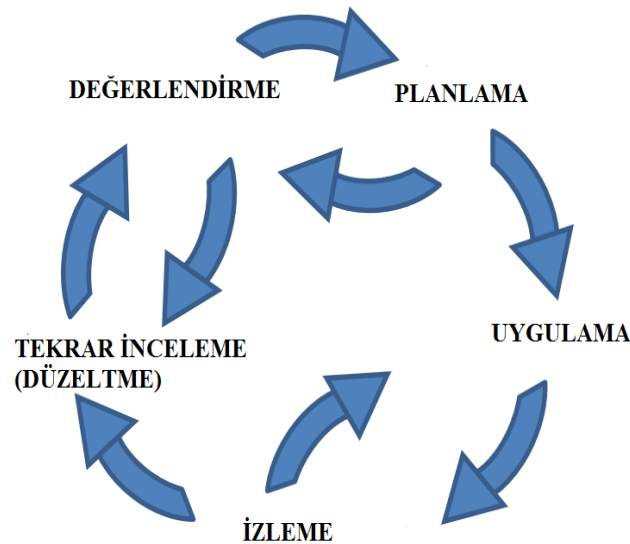 DEĞERLENDİRME
PLANLAMA
UYGULAMA
TEKRAR İNCELEME
(DÜZELTME)
İZLEME